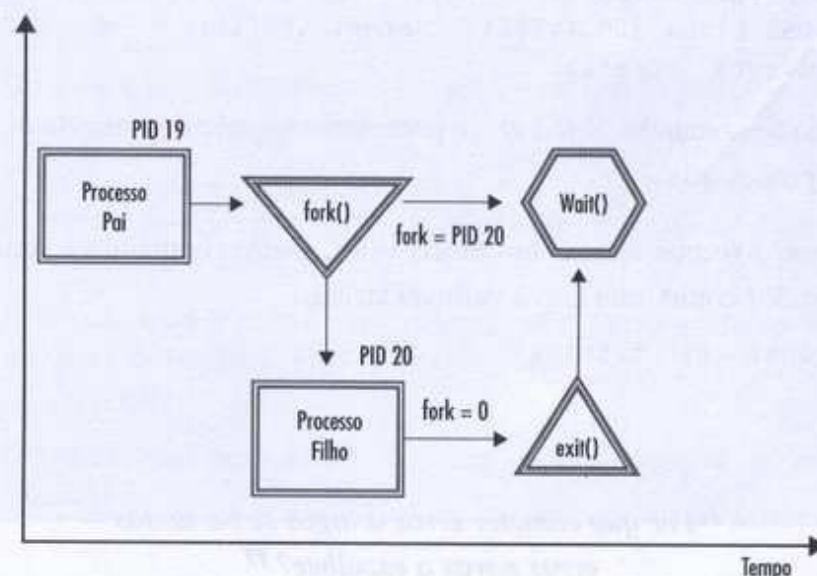 PID 19
Processo
Pai
fork()
Wait()
fork = PID 20
PID 20
Processo
Filho
fork = 0
exit()
Tempo